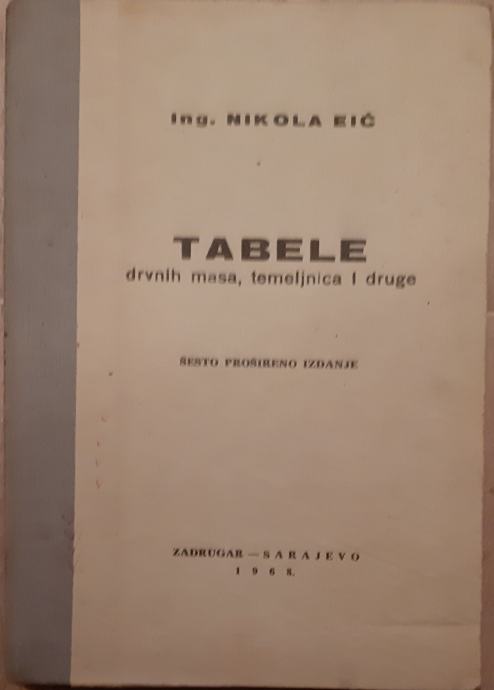 Ing. NIKOLA EIĆ
TABELE
drvnih masa, temeljnica i druge
ŠESTO PROŠIRENO IZDANJE
ZADRUGAR — SARAJEVO
1968.